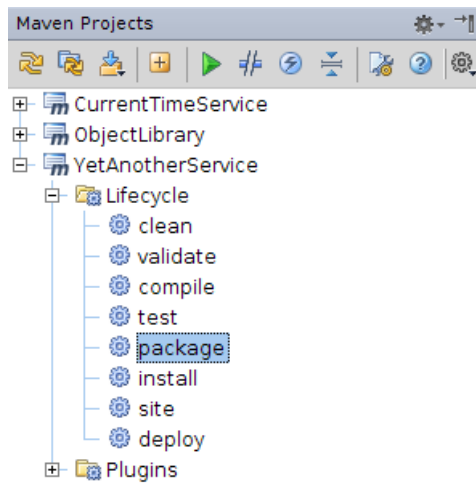 Maven Projects
CurrentTimeService
ObjectLibrary
YetAnotherService
Lifecycle
clean
validate
compile
test
package
install
site
deploy
Plugins